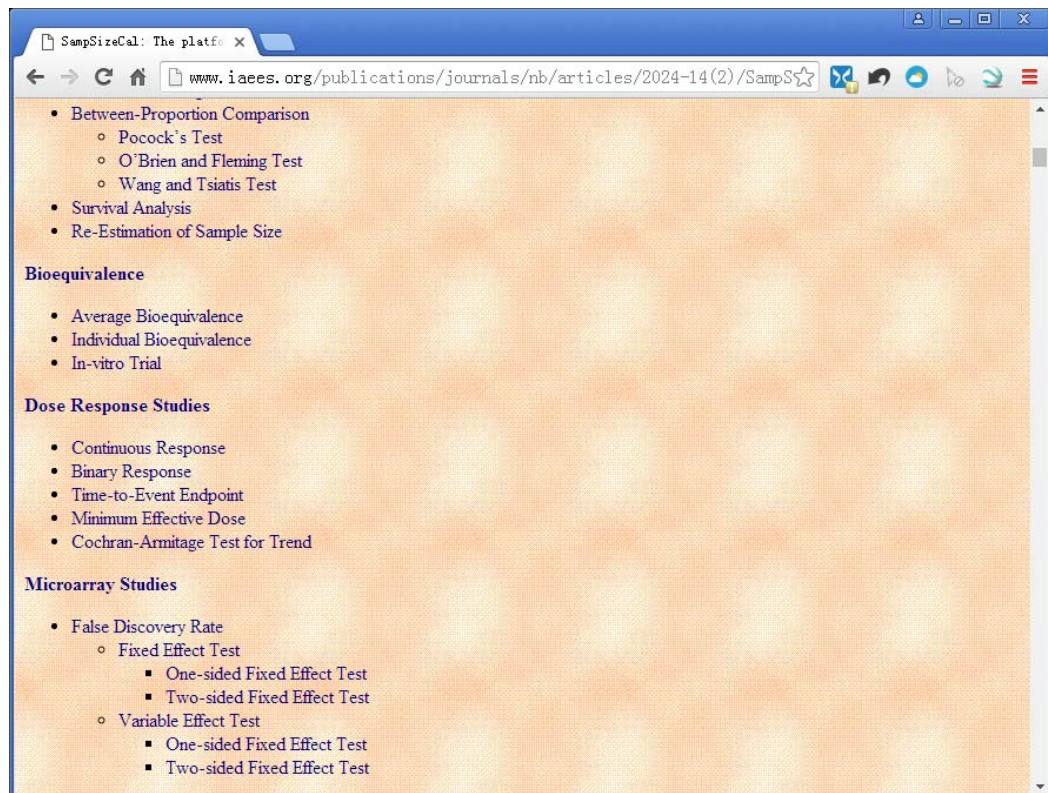 SampSizeCal: The platfo
www.iaees.org/publications/journals/nb/articles/2024-14(2)/SampS
Between-Proportion Comparison
Pocock's Test
O'Brien and Fleming Test
Wang and Tsiatis Test
Survival Analysis
Re-Estimation of Sample Size
Bioequivalence
Average Bioequivalence
Individual Bioequivalence
In-vitro Trial
Dose Response Studies
Continuous Response
Binary Response
Time-to-Event Endpoint
Minimum Effective Dose
Cochran-Armitage Test for Trend
Microarray Studies
False Discovery Rate
Fixed Effect Test
One-sided Fixed Effect Test
Two-sided Fixed Effect Test
Variable Effect Test
One-sided Fixed Effect Test
Two-sided Fixed Effect Test